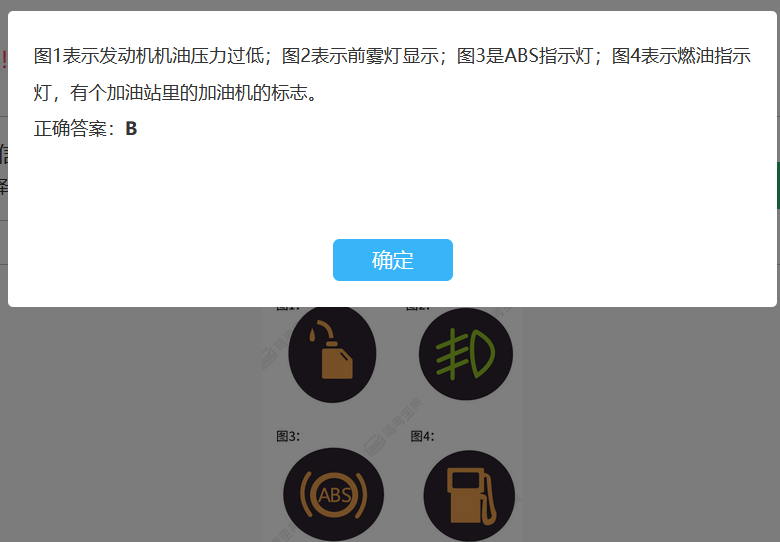 图1表示发动机机油压力过低；图2表示前雾灯显示；图3是ABS指示灯；图4表示燃油指示
灯，有个加油站里的加油机的标志。
正确答案：B
确定
图1： 图2：
图3： 图4：
ABS